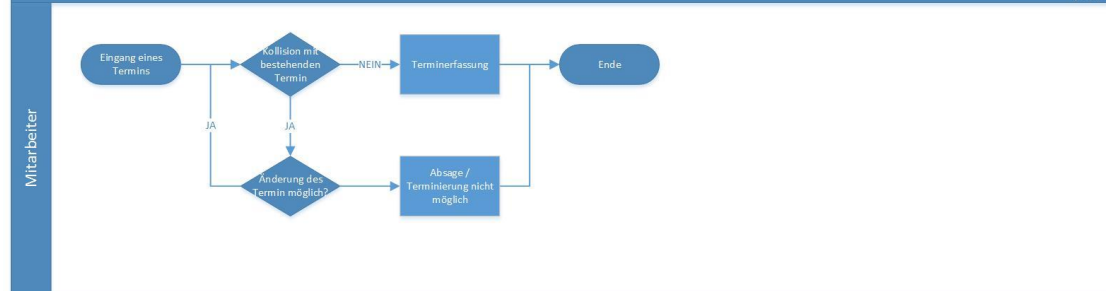 Mitarbeiter
Eingang eines
Termins
Kollision mit
bestehenden
Termin
NEIN
Terminerfassung
Ende
JA
JA
Änderung des
Termin möglich?
Absage /
Terminierung nicht
möglich